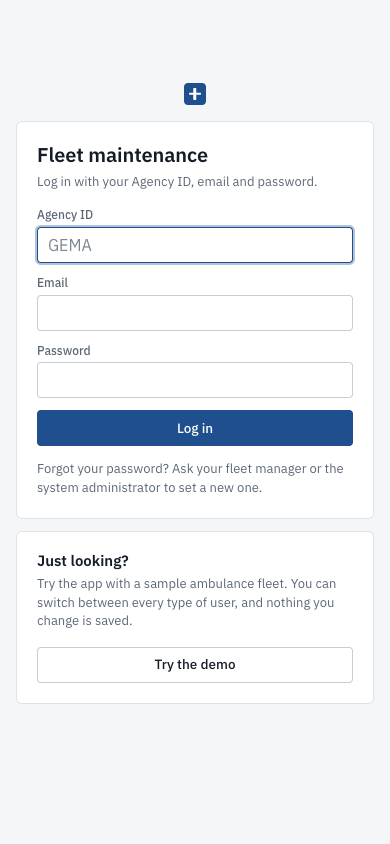 Fleet maintenance
Log in with your Agency ID, email and password.
Agency ID
GEMA
Email
Password
Log in
Forgot your password? Ask your fleet manager or the
system administrator to set a new one.
Just looking?
Try the app with a sample ambulance fleet. You can
switch between every type of user, and nothing you
change is saved.
Try the demo